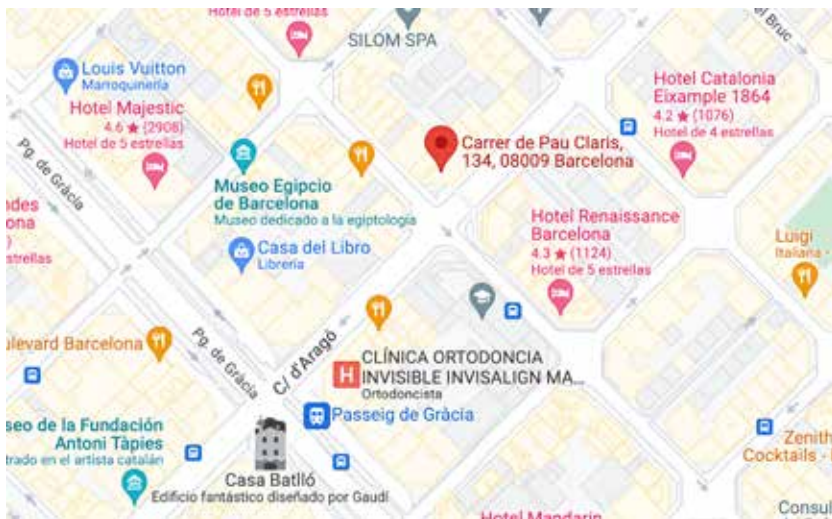 Hotel de 5 estrellas
SILOM SPA
el Bruc
Louis Vuitton
Marroquinería
Hotel Majestic
4.6 ★ (2908)
Hotel de 5 estrellas
Hotel Catalonia
Eixample 1864
4.2 ★ (1076)
Hotel de 4 estrellas
Carrer de Pau Claris,
134, 08009 Barcelona
Pg. de Gràcia
Museo Egipcio
de Barcelona
Museo dedicado a la egiptología
ndes
ona
)
estrellas
Casa del Libro
Librería
Hotel Renaissance
Barcelona
4.3 ★ (1124)
Hotel de 5 estrellas
Luigi
Italiana -
ulevard Barcelona
Pg. de Gràcia
C/ d'Aragó
H
CLÍNICA ORTODONCIA
INVISIBLE INVISALIGN MA...
Ortodoncista
Passeig de Gràcia
seo de la Fundación
Antoni Tàpies
trado en el artista catalán
Casa Batlló
Edificio fantástico diseñado por Gaudí
Zenith
Cocktails -
Hotel Mandarin
Consul